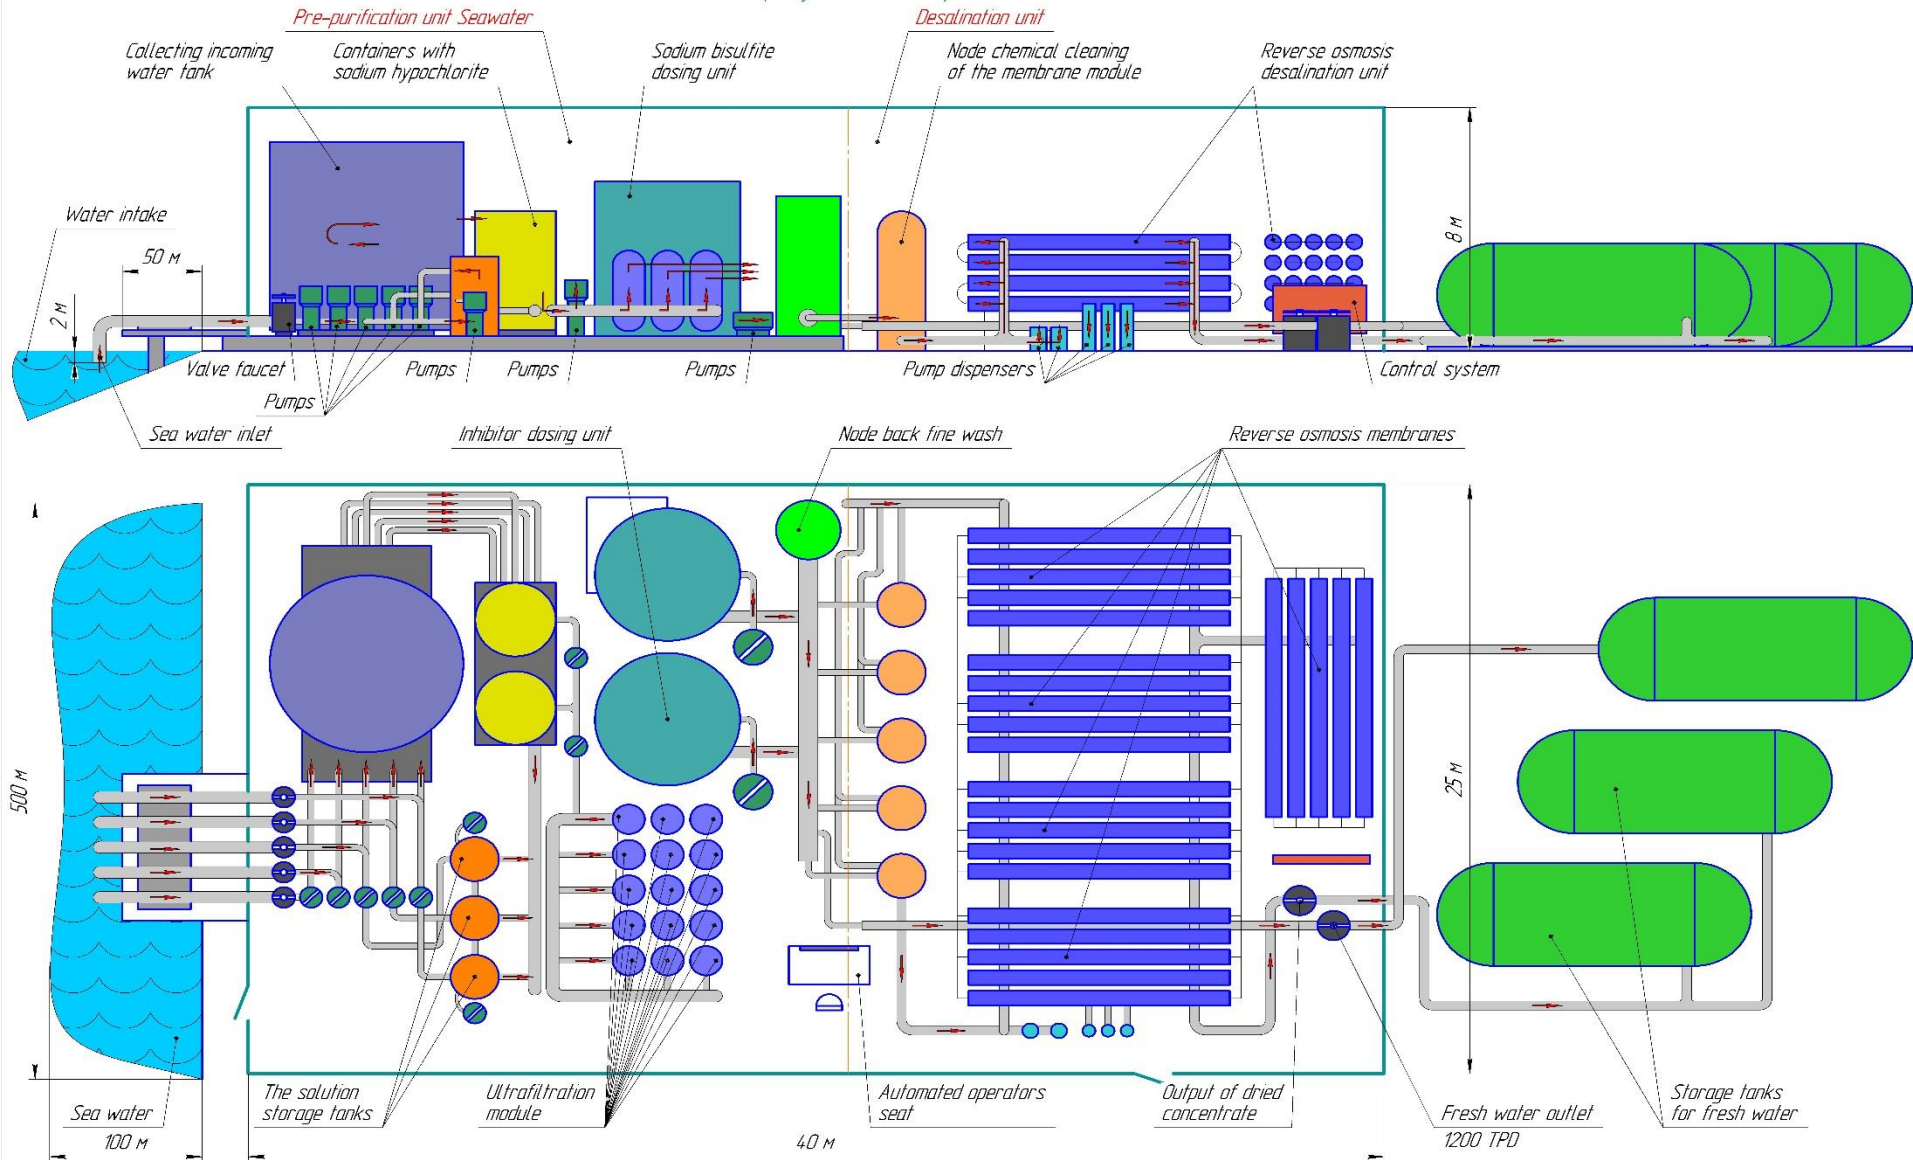 Pre-purification unit Seawater
Desalination unit
Collecting incoming
water tank
Containers with
sodium hypochlorite
Sodium bisulfite
dosing unit
Node chemical cleaning
of the membrane module
Reverse osmosis
desalination unit
Water intake
50 м
2 м
8 м
Valve faucet
Pumps
Pumps
Pumps
Pumps
Pump dispensers
Control system
Sea water inlet
Inhibitor dosing unit
Node back fine wash
Reverse osmosis membranes
500 м
25 м
The solution
storage tanks
Ultrafiltration
module
Automated operators
seat
Output of dried
concentrate
Storage tanks
for fresh water
Sea water
Fresh water outlet
1200 TPD
100 м
40 м